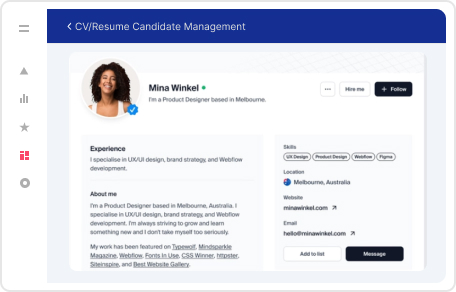 CV/Resume Candidate Management
Mina Winkel
I'm a Product Designer based in Melbourne.
Hire me
+ Follow
Experience
I specialise in UX/UI design, brand strategy, and Webflow
development.
About me
I'm a Product Designer based in Melbourne, Australia. I
specialise in UX/UI design, brand strategy, and Webflow
development. I'm always striving to grow and learn
something new and I don't take myself too seriously.
My work has been featured on Typewolf, Mindsparkle
Magazine, Webflow, Fonts In Use, CSS Winner, httpster,
Siteinspire, and Best Website Gallery.
Skills
UX Design Product Design Webflow Figma
Location
Melbourne, Australia
Website
minawinkel.com
Email
hello@minawinkel.com
Add to list
Message